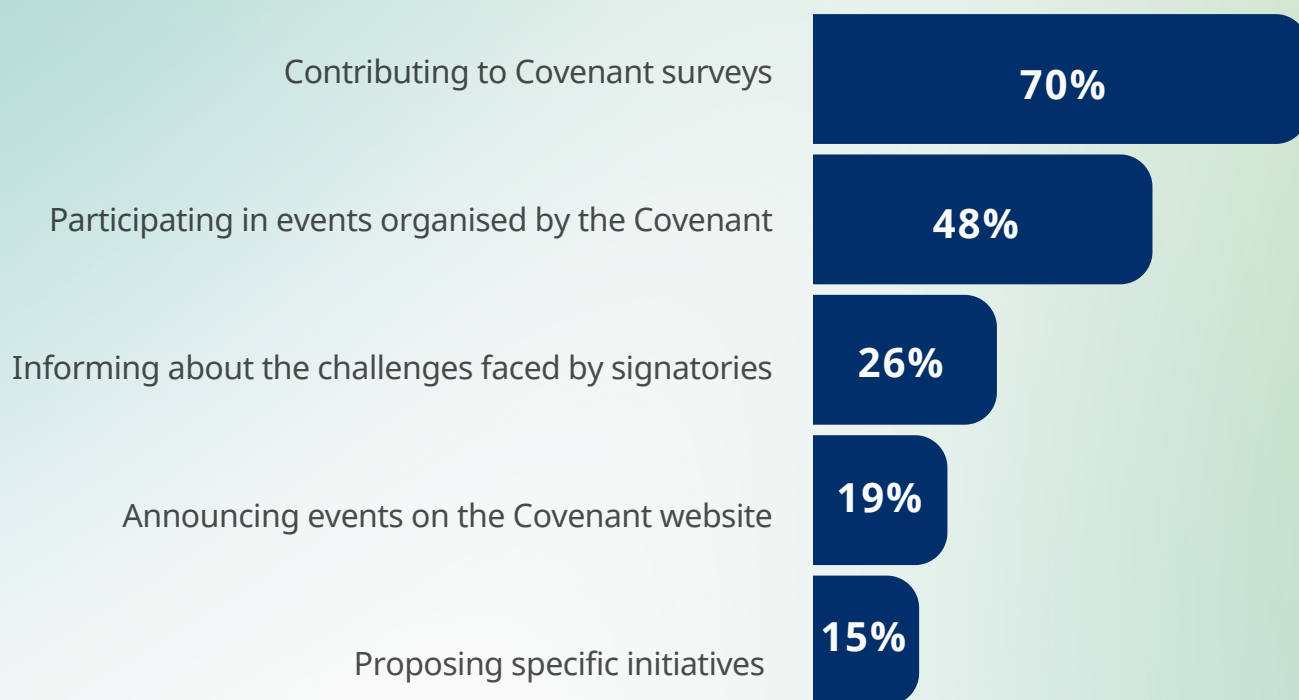 Contributing to Covenant surveys 70%
Participating in events organised by the Covenant 48%
Informing about the challenges faced by signatories 26%
Announcing events on the Covenant website 19%
Proposing specific initiatives 15%